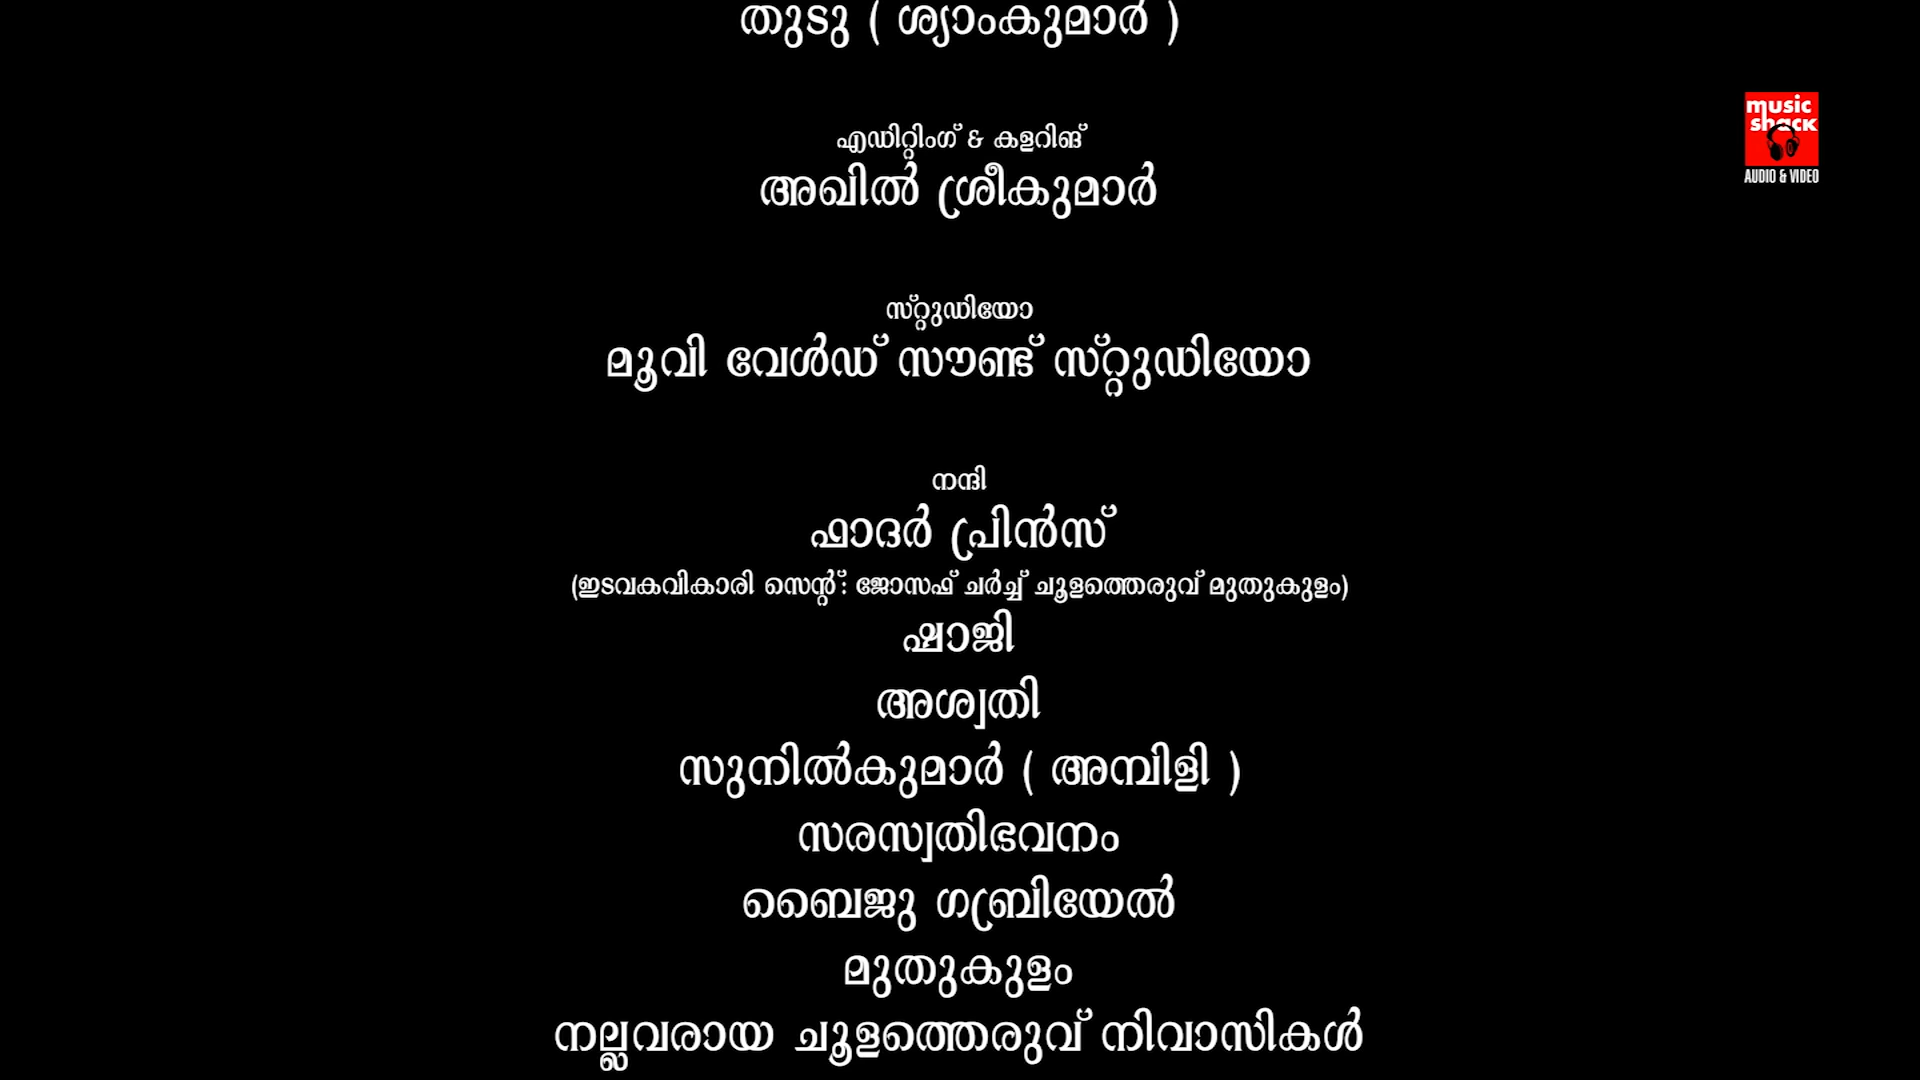 തുടു ( ശ്യാംകുമാർ )
music
shack
AUDIO & VIDEO
എഡിറ്റിംഗ് & കളറിങ്
അഖിൽ ശ്രീകുമാർ
സ്റ്റുഡിയോ
മൂവി വേൾഡ് സൗണ്ട് സ്റ്റുഡിയോ
നന്ദി
ഫാദർ പ്രിൻസ്
(ഇടവകവികാരി സെന്റ്: ജോസഫ് ചർച്ച് ചൂളത്തെരുവ് മുതുകുളം)
ഷാജി
അശ്വതി
സുനിൽകുമാർ ( അമ്പിളി )
സരസ്വതിഭവനം
ബൈജു ഗബ്രിയേൽ
മുതുകുളം
നല്ലവരായ ചൂളത്തെരുവ് നിവാസികൾ